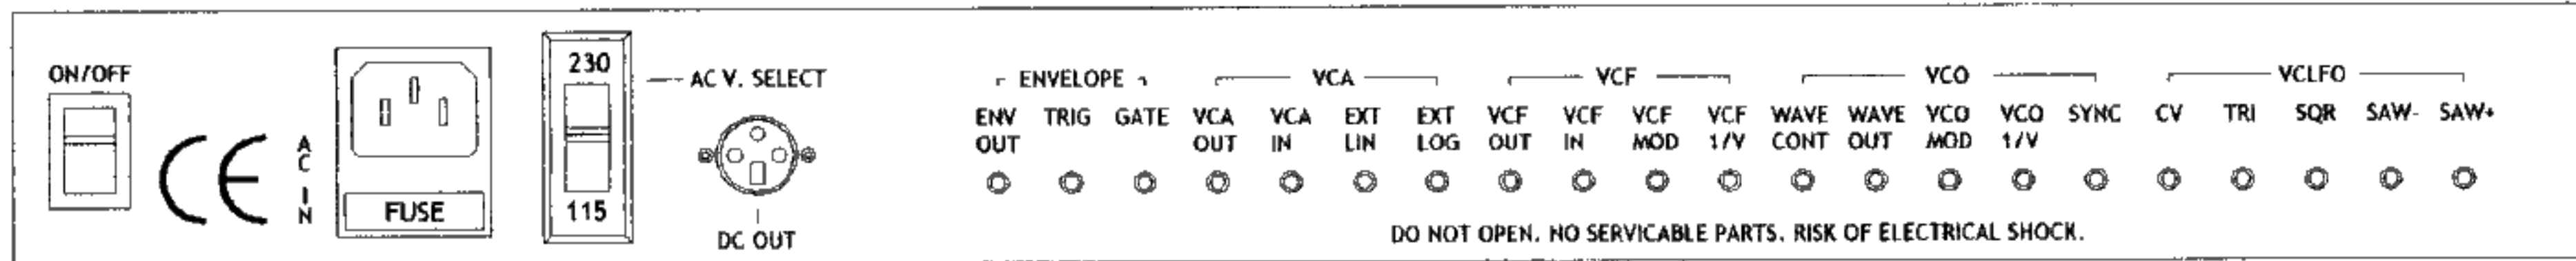 ON/OFF
CE
AC IN
FUSE
230
115
AC V. SELECT
DC OUT
ENVELOPE
VCA
VCF
VCO
VCLFO
ENV OUT
TRIG
GATE
VCA OUT
VCA IN
EXT LIN
EXT LOG
VCF OUT
VCF IN
VCF MOD
VCF 1/V
WAVE CONT
WAVE OUT
VCO MOD
VCO 1/V
SYNC
CV
TRI
SQR
SAW-
SAW+
DO NOT OPEN. NO SERVICABLE PARTS. RISK OF ELECTRICAL SHOCK.